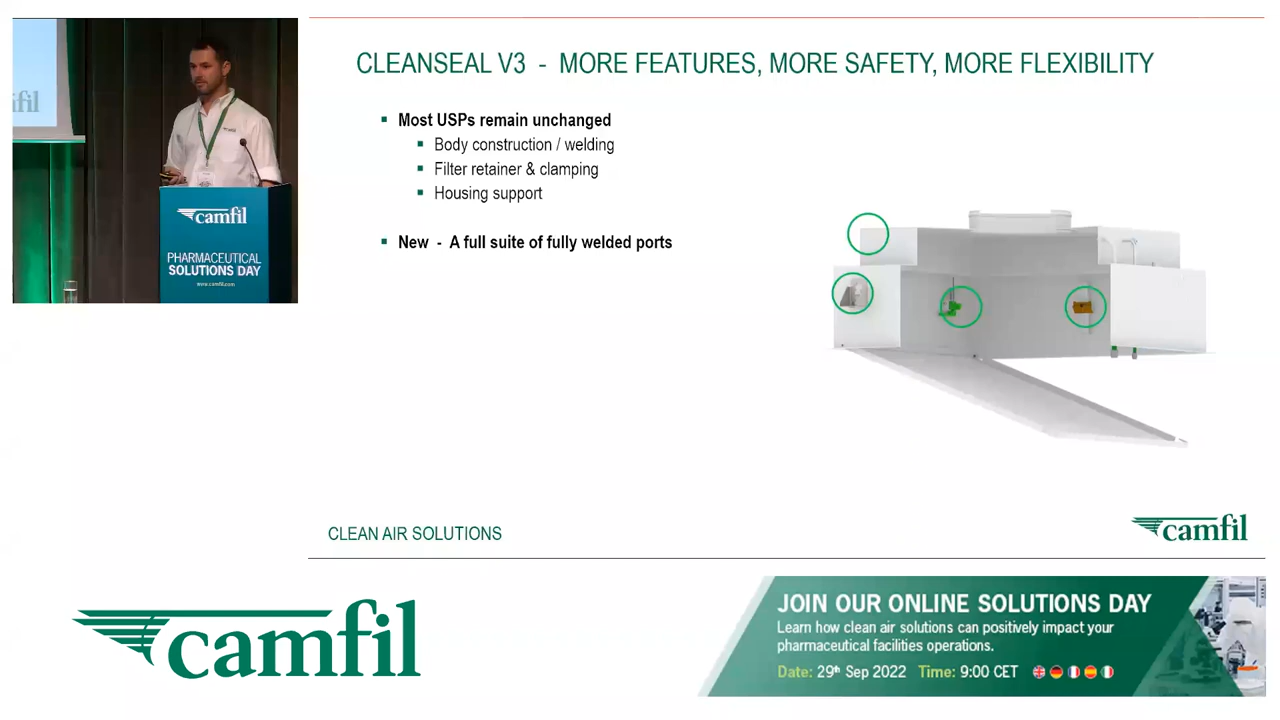 fil
camfil
PHARMACEUTICAL
SOLUTIONS DAY
www.camfil.com
CLEANSEAL V3 - MORE FEATURES, MORE SAFETY, MORE FLEXIBILITY
Most USPs remain unchanged
Body construction / welding
Filter retainer & clamping
Housing support
New - A full suite of fully welded ports
CLEAN AIR SOLUTIONS
camfil
camfil
JOIN OUR ONLINE SOLUTIONS DAY
Learn how clean air solutions can positively impact your
pharmaceutical facilities operations.
Date: 29th Sep 2022 Time: 9:00 CET